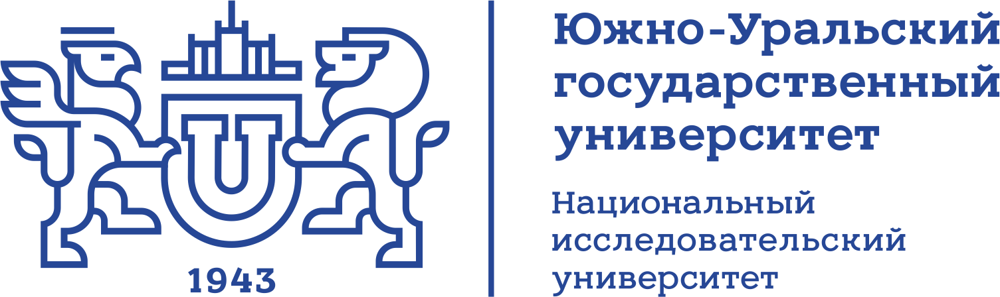 U
1943
Южно-Уральский
государственный
университет
Национальный
исследовательский
университет